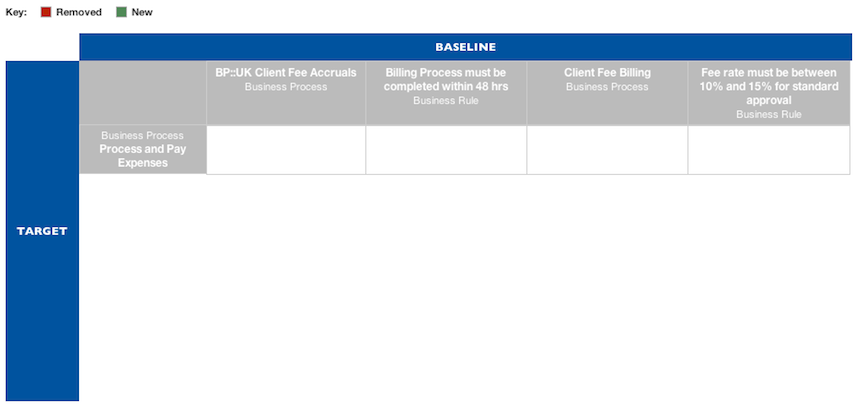 Key: Removed New
BASELINE
TARGET
BP::UK Client Fee Accruals
Business Process
Billing Process must be
completed within 48 hrs
Business Rule
Client Fee Billing
Business Process
Fee rate must be between
10% and 15% for standard
approval
Business Rule
Business Process
Process and Pay
Expenses